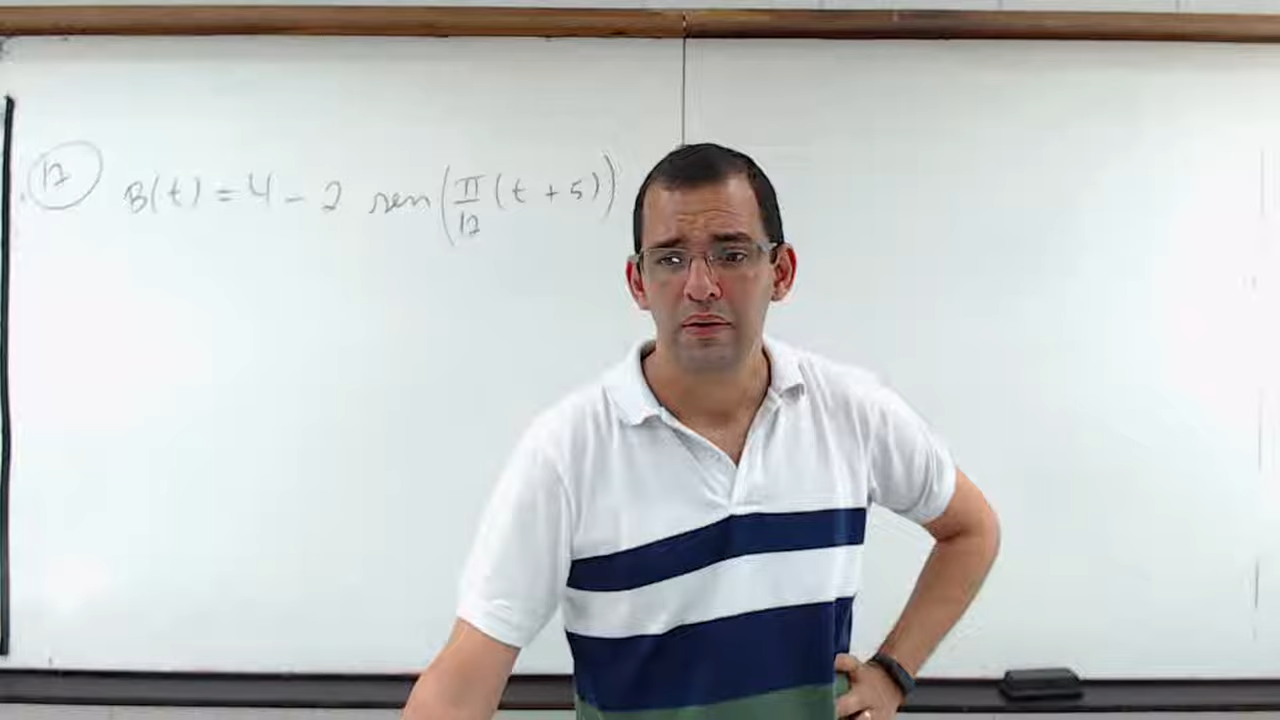 12 B(t) = 4 - 2 sen(π/12 (t + 5))